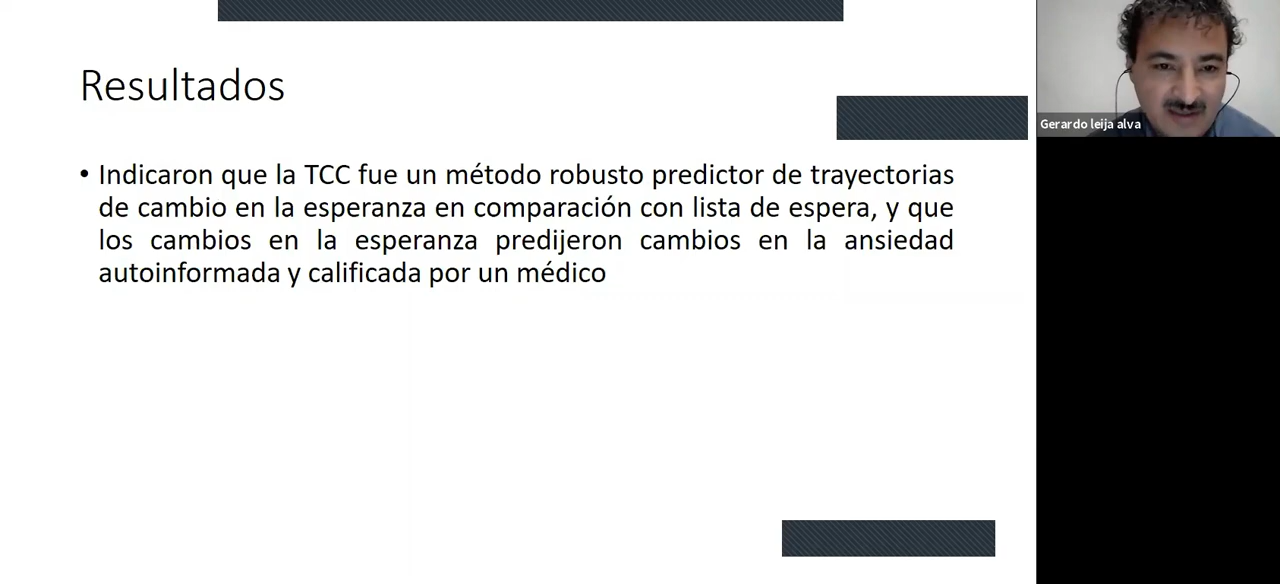 Resultados
• Indicaron que la TCC fue un método robusto predictor de trayectorias
de cambio en la esperanza en comparación con lista de espera, y que
los cambios en la esperanza predijeron cambios en la ansiedad
autoinformada y calificada por un médico
Gerardo leija alva